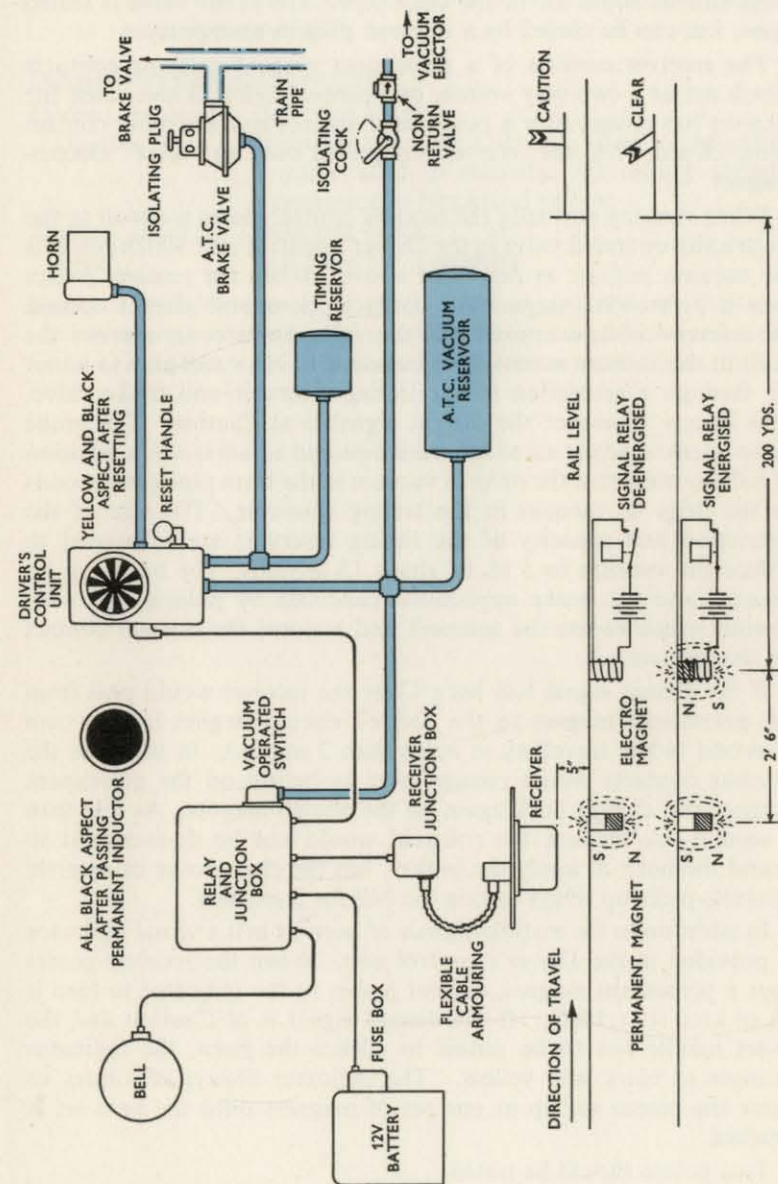 TO
BRAKE VALVE
TRAIN
PIPE
ISOLATING PLUG
A.T.C.
BRAKE VALVE
HORN
YELLOW AND BLACK
ASPECT AFTER
RESETTING
RESET HANDLE
DRIVER'S
CONTROL
UNIT
TIMING
RESERVOIR
ISOLATING
COCK
NON
RETURN
VALVE
TO
VACUUM
EJECTOR
A.T.C. VACUUM
RESERVOIR
ALL BLACK ASPECT
AFTER PASSING
PERMANENT INDUCTOR
VACUUM
OPERATED
SWITCH
RELAY
AND
JUNCTION
BOX
BELL
12V
BATTERY
FUSE BOX
RECEIVER
JUNCTION
BOX
FLEXIBLE
CABLE
ARMOURING
RECEIVER
DIRECTION OF TRAVEL
5"
RAIL LEVEL
CAUTION
PERMANENT MAGNET
S
N
ELECTRO
MAGNET
SIGNAL RELAY
DE-ENERGISED
CLEAR
S
N
N
S
SIGNAL RELAY
ENERGISED
2' 6"
200 YDS.